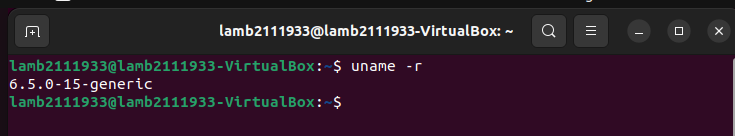 lamb2111933@lamb2111933-VirtualBox: ~
lamb2111933@lamb2111933-VirtualBox:~$ uname -r
6.5.0-15-generic
lamb2111933@lamb2111933-VirtualBox:~$